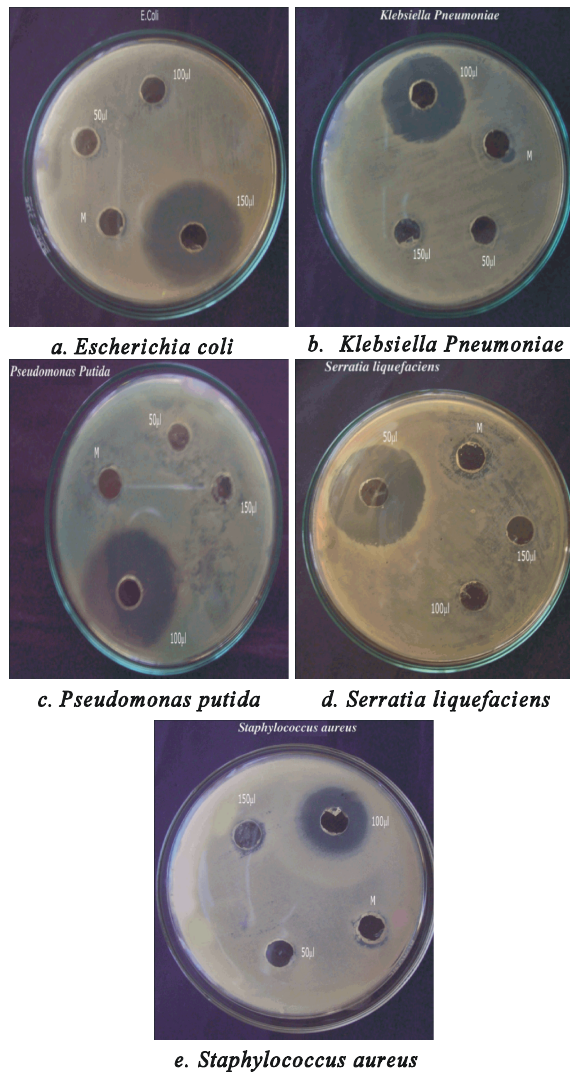 E.Coli
100µl
50µl
150µl
M
a. Escherichia coli
Klebsiella Pneumoniae
100µl
M
150µl
50µl
b. Klebsiella Pneumoniae
Pseudomonas Putida
50µl
M
150µl
100µl
c. Pseudomonas putida
Serratia liquefaciens
M
50µl
150µl
100µl
d. Serratia liquefaciens
Staphylococcus aureus
150µl
100µl
M
50µl
e. Staphylococcus aureus